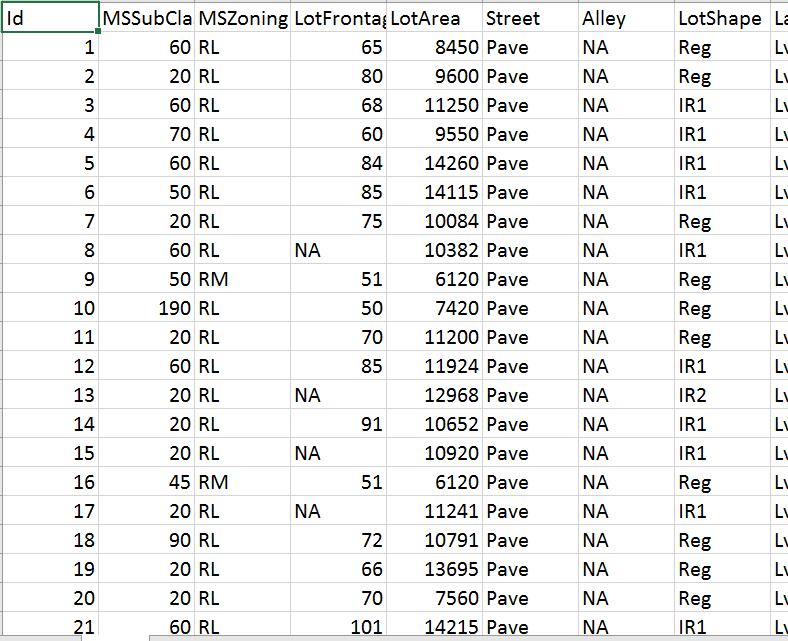 Id MSSubCla MSZoning LotFrontag LotArea Street Alley LotShape La
1 60 RL 65 8450 Pave NA Reg Lv
2 20 RL 80 9600 Pave NA Reg Lv
3 60 RL 68 11250 Pave NA IR1 Lv
4 70 RL 60 9550 Pave NA IR1 Lv
5 60 RL 84 14260 Pave NA IR1 Lv
6 50 RL 85 14115 Pave NA IR1 Lv
7 20 RL 75 10084 Pave NA Reg Lv
8 60 RL NA 10382 Pave NA IR1 Lv
9 50 RM 51 6120 Pave NA Reg Lv
10 190 RL 50 7420 Pave NA Reg Lv
11 20 RL 70 11200 Pave NA Reg Lv
12 60 RL 85 11924 Pave NA IR1 Lv
13 20 RL NA 12968 Pave NA IR2 Lv
14 20 RL 91 10652 Pave NA IR1 Lv
15 20 RL NA 10920 Pave NA IR1 Lv
16 45 RM 51 6120 Pave NA Reg Lv
17 20 RL NA 11241 Pave NA IR1 Lv
18 90 RL 72 10791 Pave NA Reg Lv
19 20 RL 66 13695 Pave NA Reg Lv
20 20 RL 70 7560 Pave NA Reg Lv
21 60 RL 101 14215 Pave NA IR1 Lv